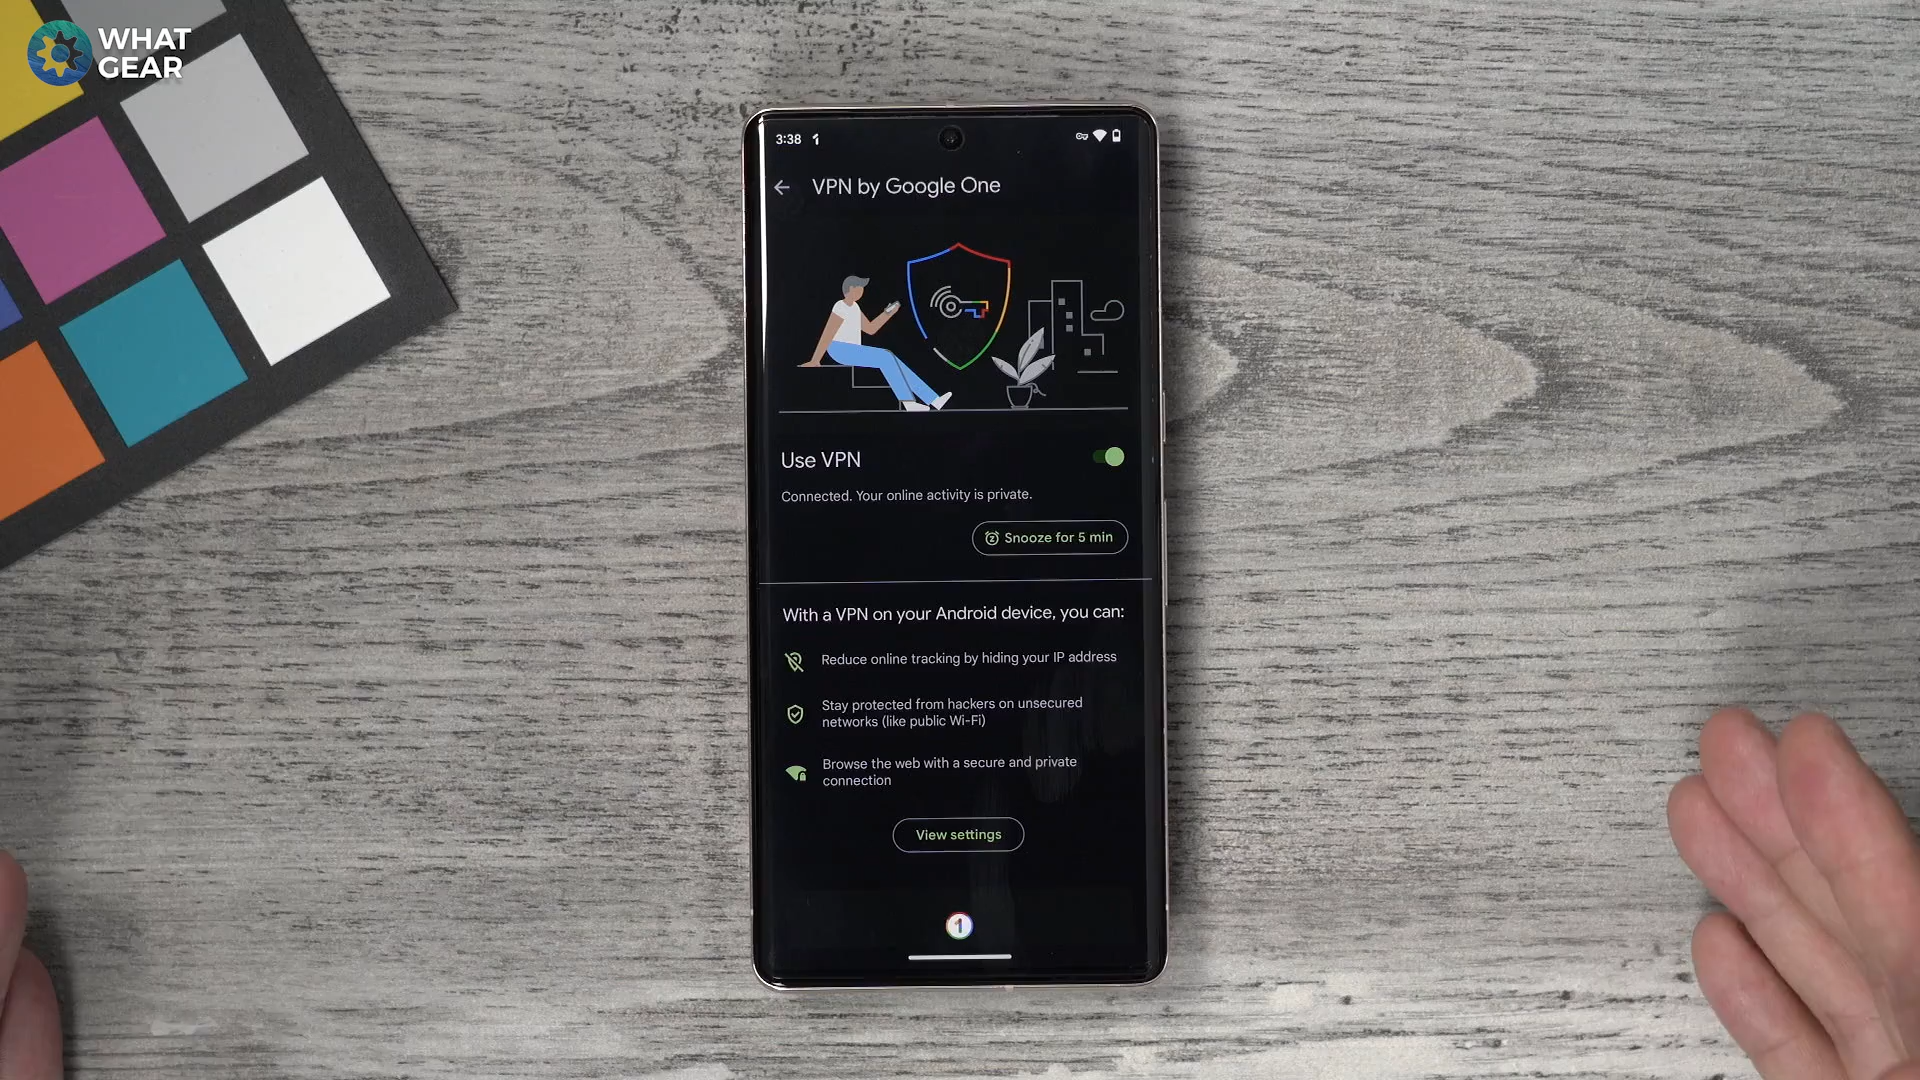 WHAT
GEAR
3:38 1
VPN by Google One
Use VPN
Connected. Your online activity is private.
Snooze for 5 min
With a VPN on your Android device, you can:
Reduce online tracking by hiding your IP address
Stay protected from hackers on unsecured
networks (like public Wi-Fi)
Browse the web with a secure and private
connection
View settings
1